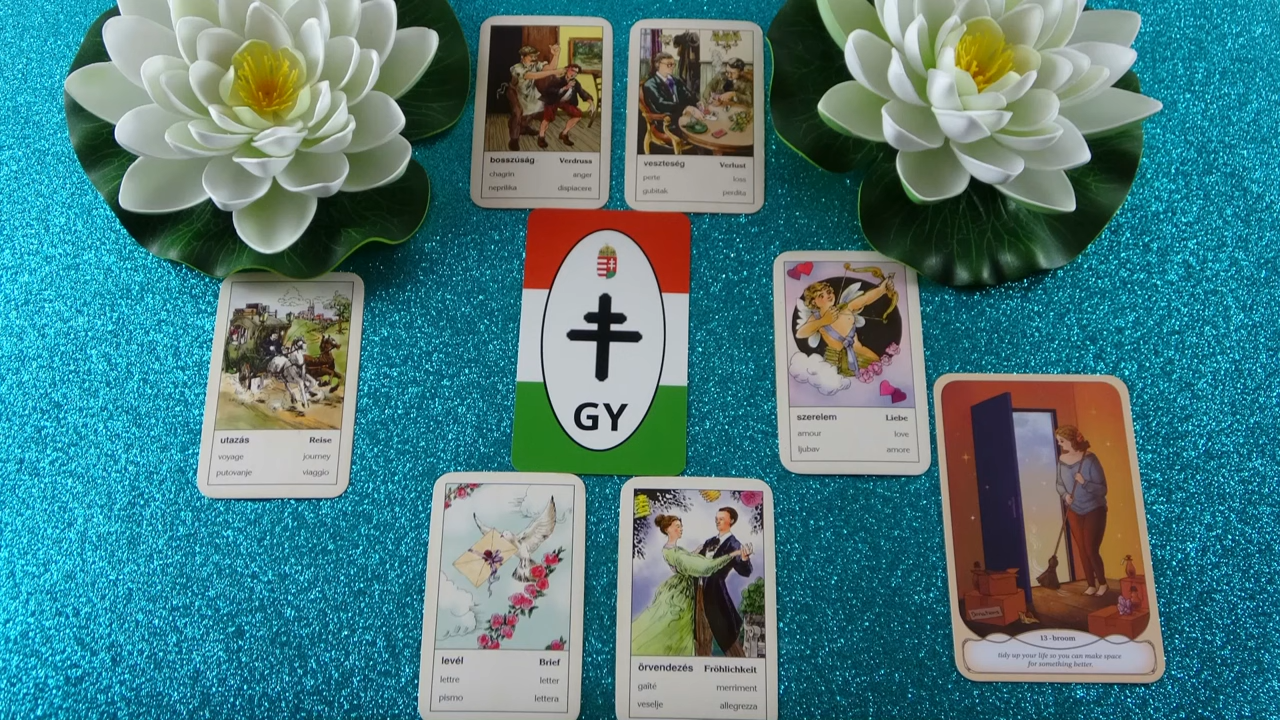 bosszúság Verdruss
chagrin anger
neprilika dispiacere
veszteség Verlust
perte loss
gubitak perdita
GY
utazás Reise
voyage journey
putovanje viaggio
szerelem Liebe
amour love
ljubav amore
levél Brief
lettre letter
pismo lettera
örvendezés Fröhlichkeit
gaîté merriment
veselje allegrezza
13 - broom
tidy up your life so you can make space
for something better.